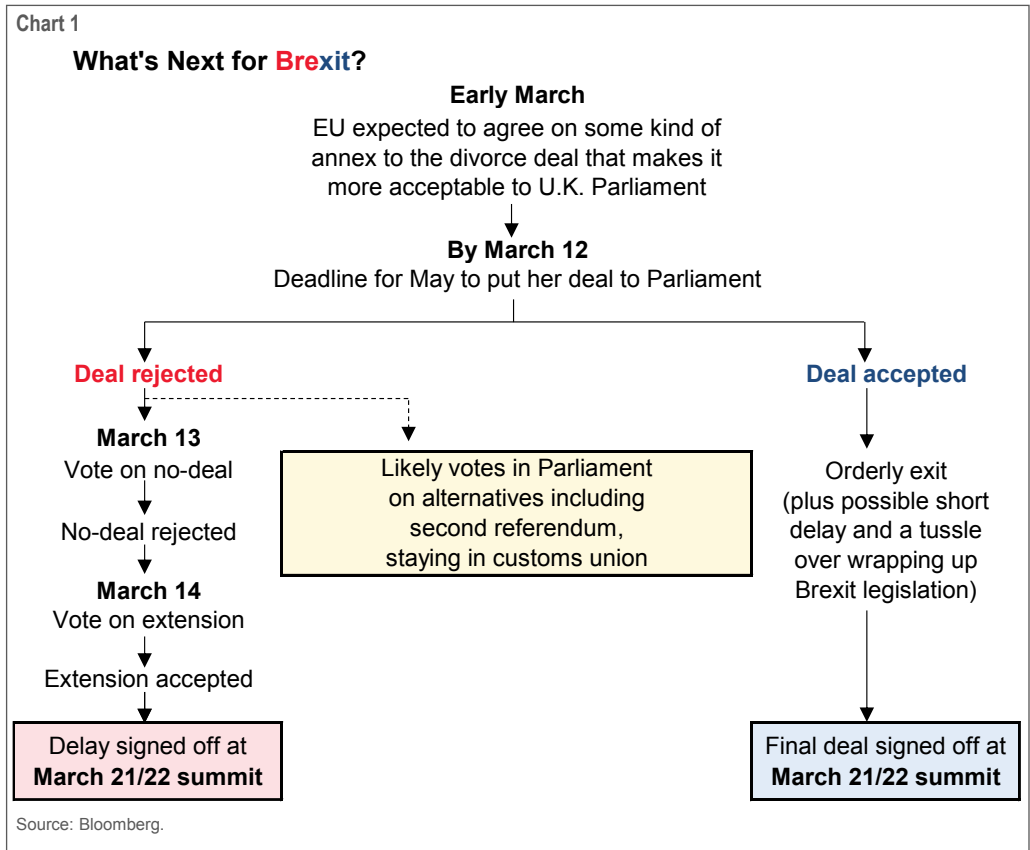 Chart 1
What's Next for Brexit?
Early March
EU expected to agree on some kind of
annex to the divorce deal that makes it
more acceptable to U.K. Parliament
By March 12
Deadline for May to put her deal to Parliament
Deal rejected
March 13
Vote on no-deal
No-deal rejected
March 14
Vote on extension
Extension accepted
Delay signed off at
March 21/22 summit
Likely votes in Parliament
on alternatives including
second referendum,
staying in customs union
Deal accepted
Orderly exit
(plus possible short
delay and a tussle
over wrapping up
Brexit legislation)
Final deal signed off at
March 21/22 summit
Source: Bloomberg.